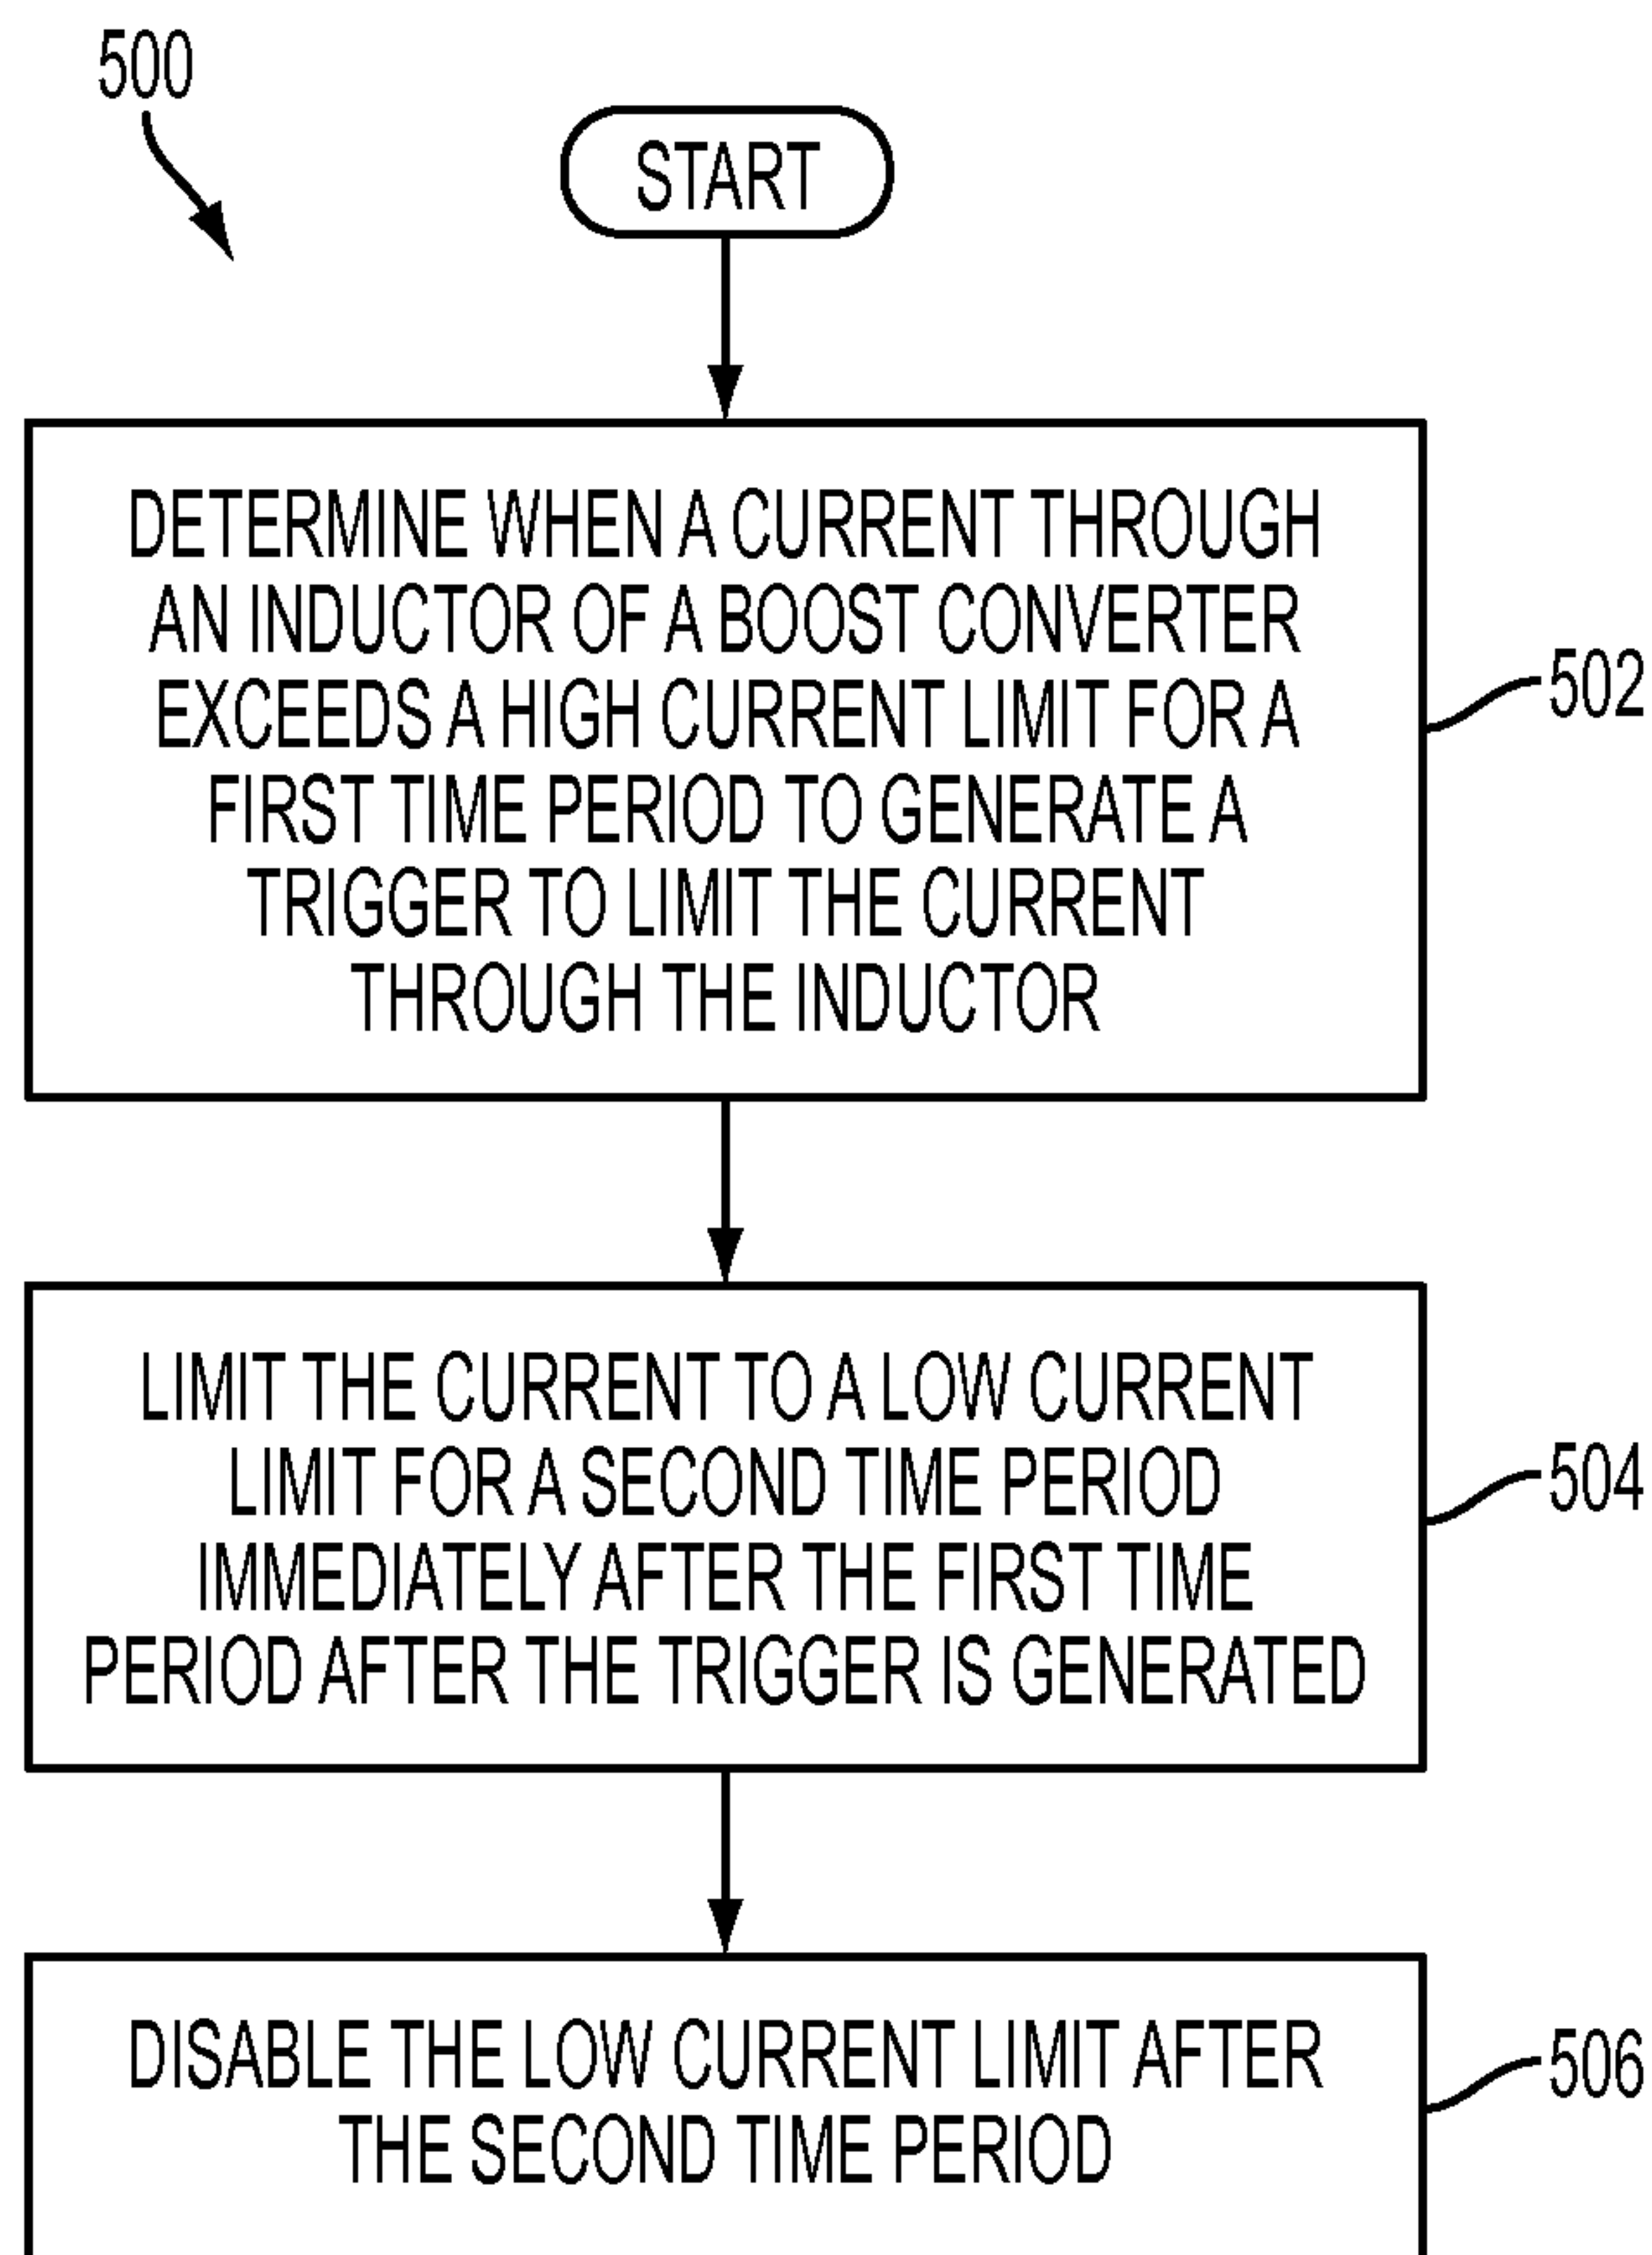 500
START
DETERMINE WHEN A CURRENT THROUGH
AN INDUCTOR OF A BOOST CONVERTER
EXCEEDS A HIGH CURRENT LIMIT FOR A
FIRST TIME PERIOD TO GENERATE A
TRIGGER TO LIMIT THE CURRENT
THROUGH THE INDUCTOR
502
LIMIT THE CURRENT TO A LOW CURRENT
LIMIT FOR A SECOND TIME PERIOD
IMMEDIATELY AFTER THE FIRST TIME
PERIOD AFTER THE TRIGGER IS GENERATED
504
DISABLE THE LOW CURRENT LIMIT AFTER
THE SECOND TIME PERIOD
506